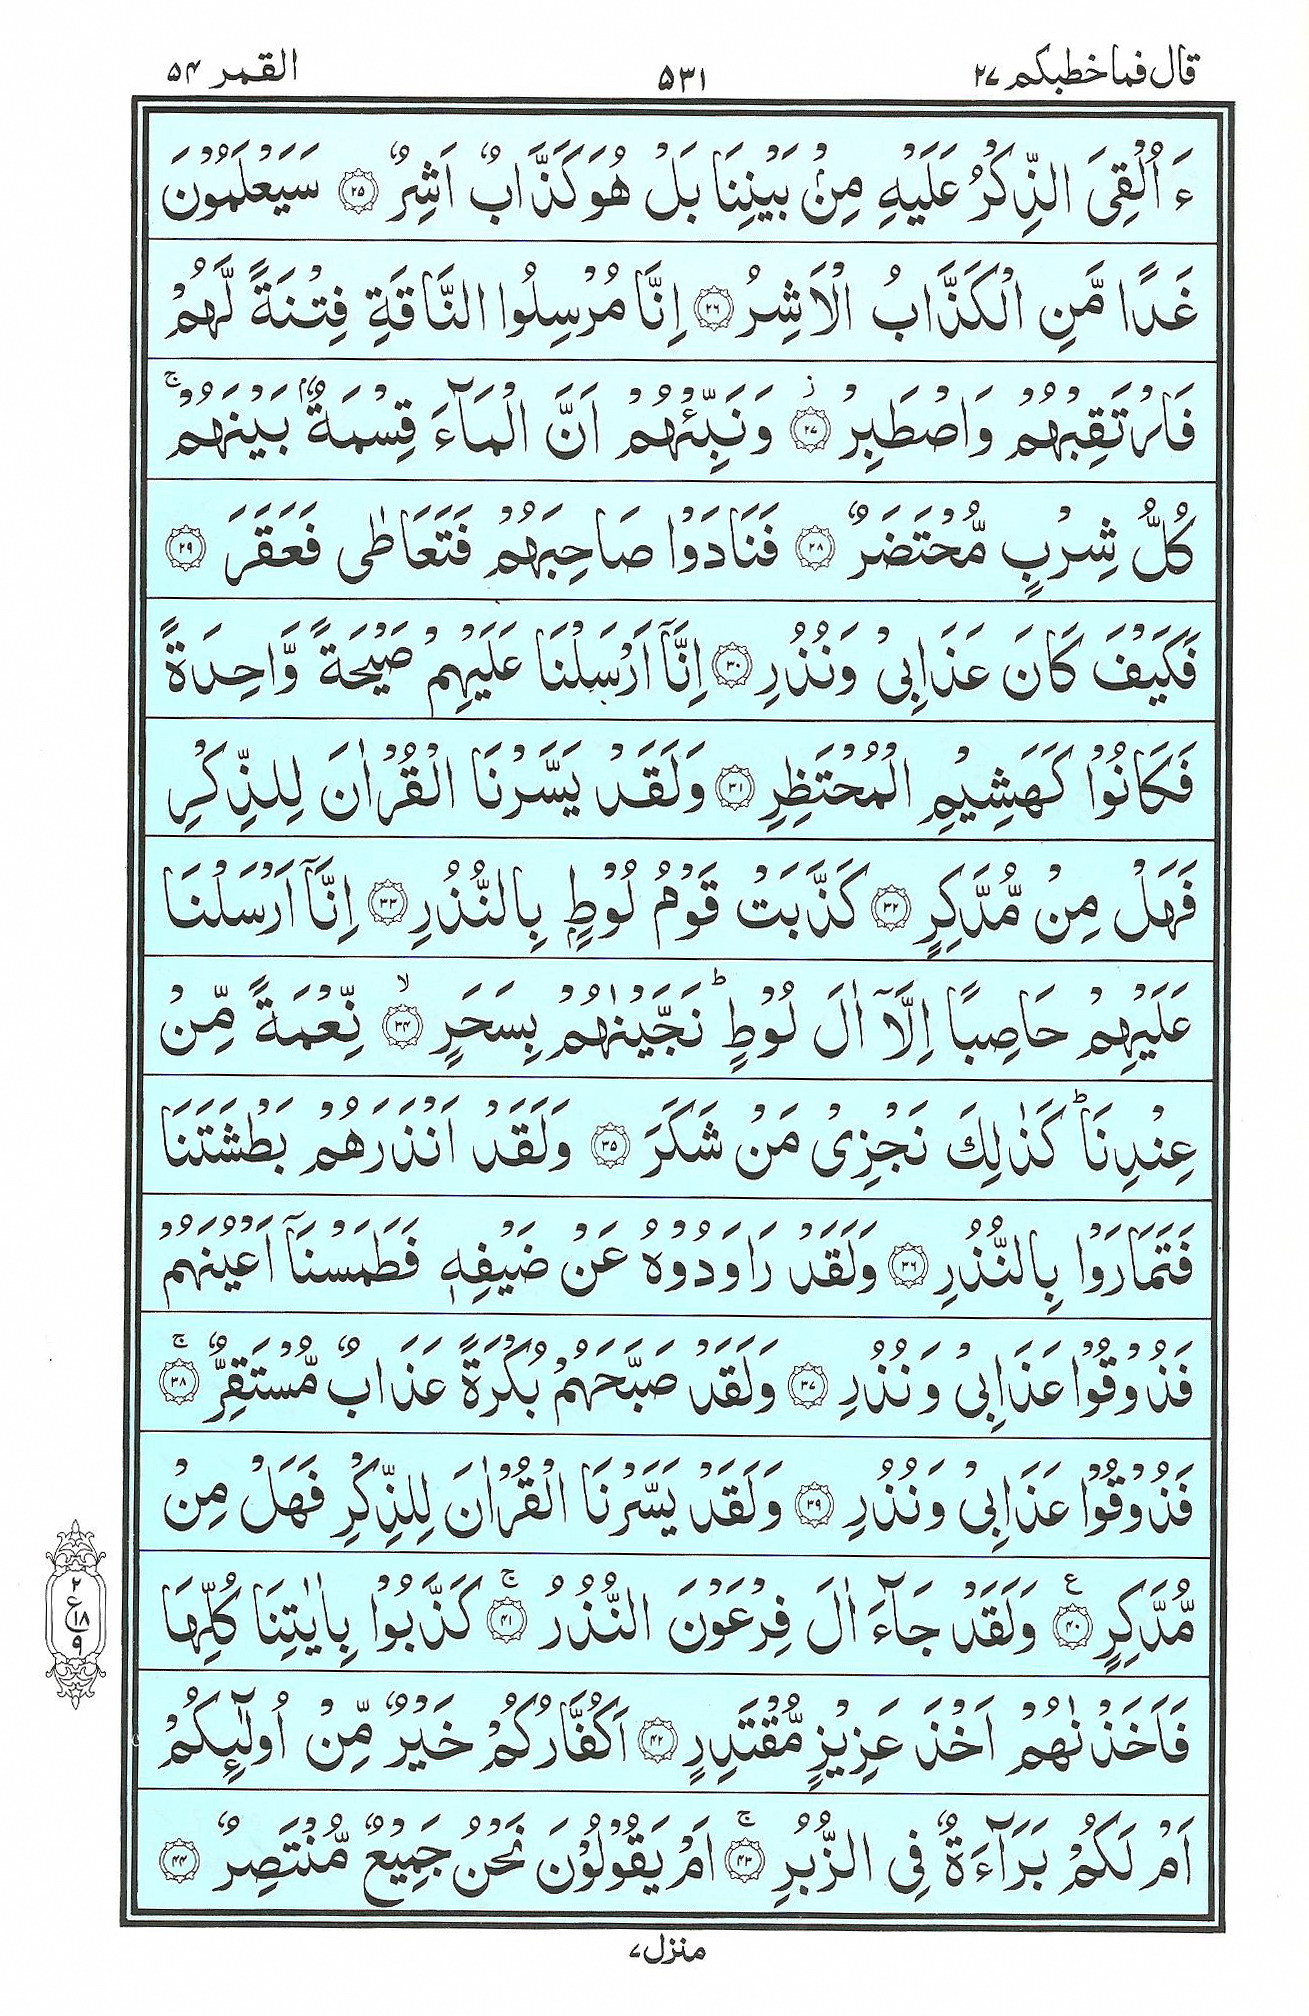 قال فما خطبكم ۲۷
۵۳۱
القمر ۵۴
ءَ اُلْقِیَ الذِّكْرُ عَلَيْهِ مِنْۢ بَيْنِنَا بَلْ هُوَ كَذَّابٌ اَشِرٌ ۲۵ سَيَعْلَمُوْنَ
غَدًا مَّنِ الْكَذَّابُ الْاَشِرُ ۲۶ اِنَّا مُرْسِلُوا النَّاقَةِ فِتْنَةً لَّهُمْ
فَارْتَقِبْهُمْ وَاصْطَبِرْ ۲۷ ز وَنَبِّئْهُمْ اَنَّ الْمَآءَ قِسْمَةٌۢ بَيْنَهُمْ ج
كُلُّ شِرْبٍ مُّحْتَضَرٌ ۲۸ فَنَادَوْا صَاحِبَهُمْ فَتَعَاطٰى فَعَقَرَ ۲۹
فَكَيْفَ كَانَ عَذَابِیْ وَنُذُرِ ۳۰ اِنَّاۤ اَرْسَلْنَا عَلَيْهِمْ صَيْحَةً وَّاحِدَةً
فَكَانُوْا كَهَشِيْمِ الْمُحْتَظِرِ ۳۱ وَلَقَدْ يَسَّرْنَا الْقُرْاٰنَ لِلذِّكْرِ
فَهَلْ مِنْ مُّدَّكِرٍ ۳۲ كَذَّبَتْ قَوْمُ لُوْطٍۭ بِالنُّذُرِ ۳۳ اِنَّاۤ اَرْسَلْنَا
عَلَيْهِمْ حَاصِبًا اِلَّاۤ اٰلَ لُوْطٍ ط نَجَّيْنٰهُمْ بِسَحَرٍ ۳۴ لا نِّعْمَةً مِّنْ
عِنْدِنَا ط كَذٰلِكَ نَجْزِیْ مَنْ شَكَرَ ۳۵ وَلَقَدْ اَنْذَرَهُمْ بَطْشَتَنَا
فَتَمَارَوْا بِالنُّذُرِ ۳۶ وَلَقَدْ رَاوَدُوْهُ عَنْ ضَيْفِهٖ فَطَمَسْنَاۤ اَعْيُنَهُمْ
فَذُوْقُوْا عَذَابِیْ وَنُذُرِ ۳۷ وَلَقَدْ صَبَّحَهُمْ بُكْرَةً عَذَابٌ مُّسْتَقِرٌّ ۳۸ ج
فَذُوْقُوْا عَذَابِیْ وَنُذُرِ ۳۹ وَلَقَدْ يَسَّرْنَا الْقُرْاٰنَ لِلذِّكْرِ فَهَلْ مِنْ
مُّدَّكِرٍ ۴۰ ع وَلَقَدْ جَآءَ اٰلَ فِرْعَوْنَ النُّذُرُ ۴۱ ج كَذَّبُوْا بِاٰيٰتِنَا كُلِّهَا
فَاَخَذْنٰهُمْ اَخْذَ عَزِيْزٍ مُّقْتَدِرٍ ۴۲ اَكُفَّارُكُمْ خَيْرٌ مِّنْ اُولٰٓئِكُمْ
اَمْ لَكُمْ بَرَآءَةٌ فِی الزُّبُرِ ۴۳ ج اَمْ يَقُوْلُوْنَ نَحْنُ جَمِيْعٌ مُّنْتَصِرٌ ۴۴
۲
ع ۱۸
۹
منزل ۷